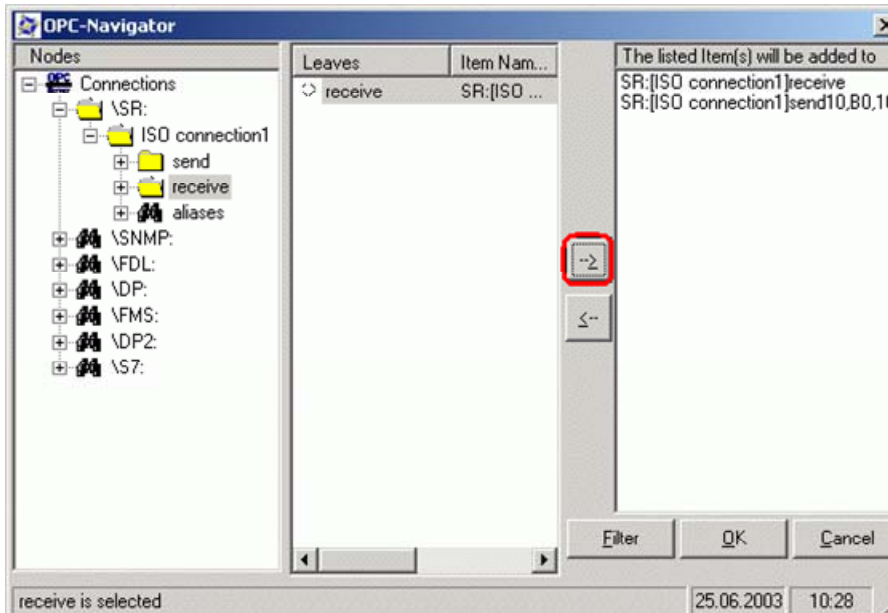 OPC-Navigator
Nodes
Connections
\SR:
ISO connection1
send
receive
aliases
\SNMP:
\FDL:
\DP:
\FMS:
\DP2:
\S7:
Leaves Item Nam...
receive SR:[ISO ...
-->
<--
The listed Item(s) will be added to
SR:[ISO connection1]receive
SR:[ISO connection1]send10,B0,10
Filter OK Cancel
receive is selected 25.06.2003 10:28